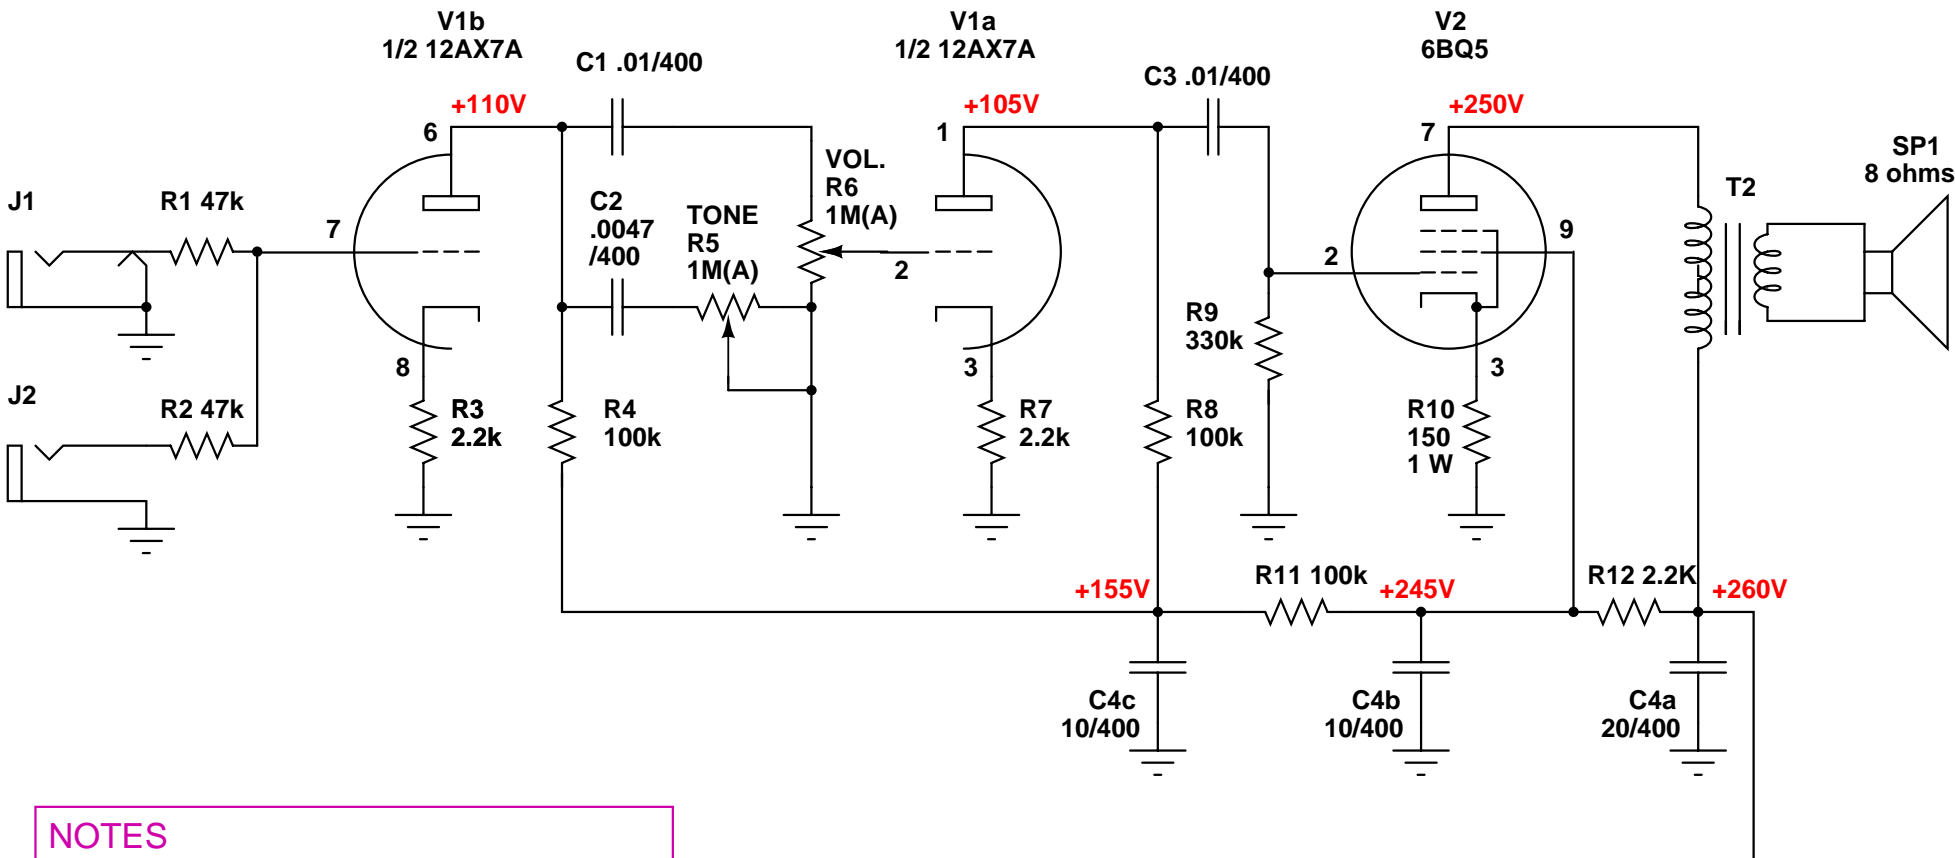 V1b
1/2 12AX7A
C1 .01/400
V1a
1/2 12AX7A
C3 .01/400
V2
6BQ5
+110V
+105V
+250V
6
1
7
SP1
8 ohms
J1
R1 47k
7
C2
.0047
/400
TONE
R5
1M(A)
VOL.
R6
1M(A)
2
2
9
T2
8
3
R9
330k
3
J2
R2 47k
R3
2.2k
R4
100k
R7
2.2k
R8
100k
R10
150
1 W
+155V
R11 100k
+245V
R12 2.2K
+260V
C4c
10/400
C4b
10/400
C4a
20/400
NOTES